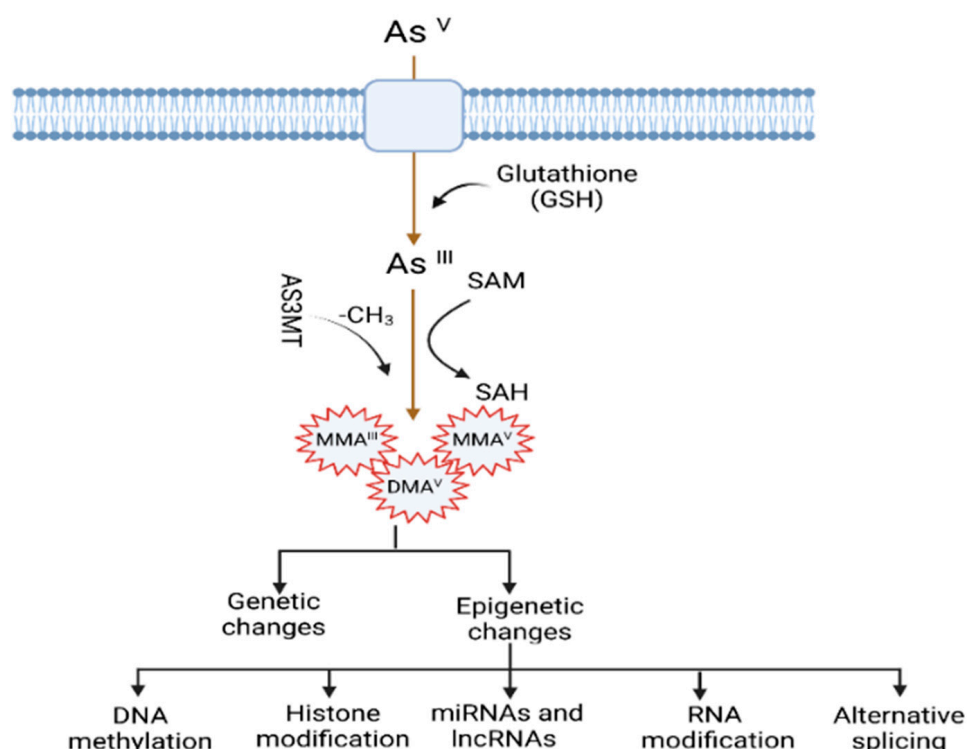 As V
Glutathione
(GSH)
As III
SAM
AS3MT
-CH₃
SAH
MMAᴵᴵᴵ
MMAⱽ
DMAⱽ
Genetic
changes
Epigenetic
changes
DNA
methylation
Histone
modification
miRNAs and
lncRNAs
RNA
modification
Alternative
splicing